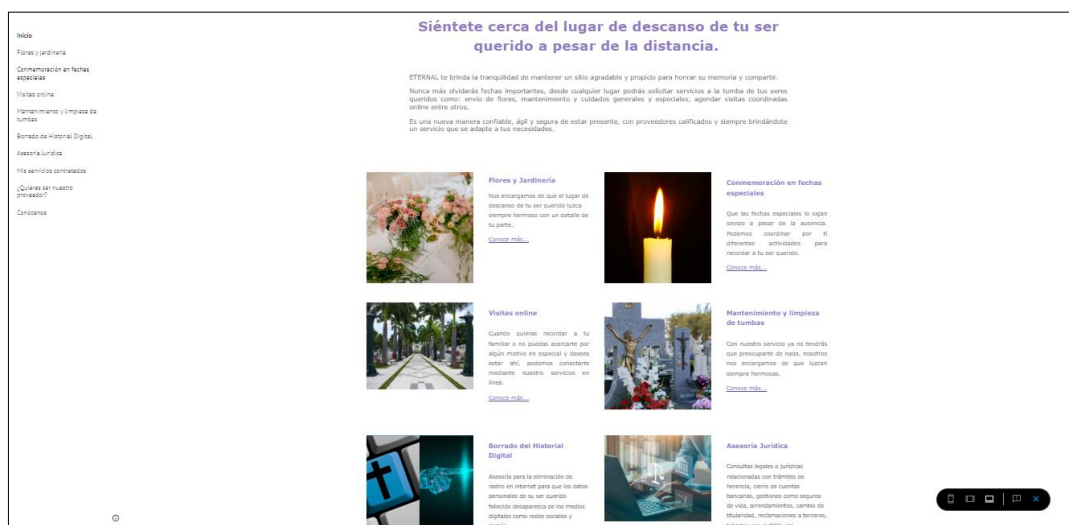 Inicio
Flores y jardinería
Conmemoración en fechas
especiales
Visitas online
Mantenimiento y limpieza de
tumbas
Borrado de Historial Digital
Asesoría Jurídica
Mis servicios contratados
¿Quieres ser nuestro
proveedor?
Conócenos
Siéntete cerca del lugar de descanso de tu ser
querido a pesar de la distancia.
ETERNAL te brinda la tranquilidad de mantener un sitio agradable y propicio para honrar su memoria y compartir.
Nunca más olvidarás fechas importantes, desde cualquier lugar podrás solicitar servicios a la tumba de tus seres
queridos como: envío de flores, mantenimiento y cuidados generales y especiales, agendar visitas coordinadas
online entre otros.
Es una nueva manera confiable, ágil y segura de estar presente, con proveedores calificados y siempre brindándote
un servicio que se adapte a tus necesidades.
Flores y Jardinería
Nos encargamos de que el lugar de
descanso de tu ser querido luzca
siempre hermoso con un detalle de
tu parte.
Conoce más...
Conmemoración en fechas
especiales
Que las fechas especiales lo sigan
siendo a pesar de la ausencia.
Podemos coordinar por tí
diferentes actividades para
recordar a tu ser querido.
Conoce más...
Visitas online
Cuando quieras recordar a tu
familiar o no puedas acercarte por
algún motivo en especial y desees
estar ahí, podemos conectarte
mediante nuestro servicios en
línea.
Conoce más...
Mantenimiento y limpieza
de tumbas
Con nuestro servicio ya no tendrás
que preocuparte de nada, nosotros
nos encargamos de que luzcan
siempre hermosas.
Conoce más...
Borrado del Historial
Digital
Asesoría para la eliminación de
rastro en internet para que los datos
personales de su ser querido
fallecido desaparezca de los medios
digitales como redes sociales y
Asesoría Jurídica
Consultas legales o jurídicas
relacionadas con trámites de
herencia, cierre de cuentas
bancarias, gestiones como seguros
de vida, arrendamientos, cambio de
titularidad, reclamaciones a terceros,